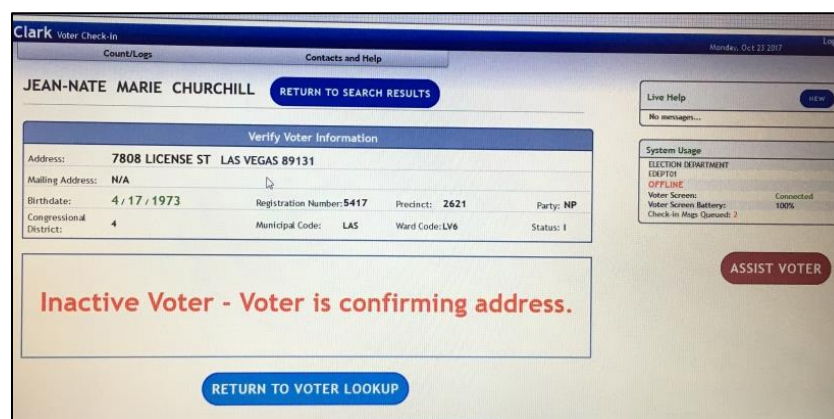 Clark Voter Check-in
Monday, Oct 23 2017
Count/Logs Contacts and Help
JEAN-NATE MARIE CHURCHILL RETURN TO SEARCH RESULTS
Verify Voter Information
Address: 7808 LICENSE ST LAS VEGAS 89131
Mailing Address: N/A
Birthdate: 4/17/1973 Registration Number: 5417 Precinct: 2621 Party: NP
Congressional District: 4 Municipal Code: LAS Ward Code: LV6 Status: I
Inactive Voter - Voter is confirming address.
RETURN TO VOTER LOOKUP
Live Help NEW
No messages...
System Usage
ELECTION DEPARTMENT
EDEPT01
OFFLINE
Voter Screen: Connected
Voter Screen Battery: 100%
Check-in Msgs Queued: 2
ASSIST VOTER